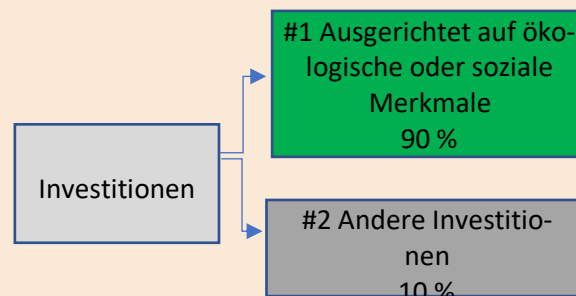 #1 Ausgerichtet auf öko-
logische oder soziale
Merkmale
90 %
Investitionen
#2 Andere Investitio-
nen
10 %